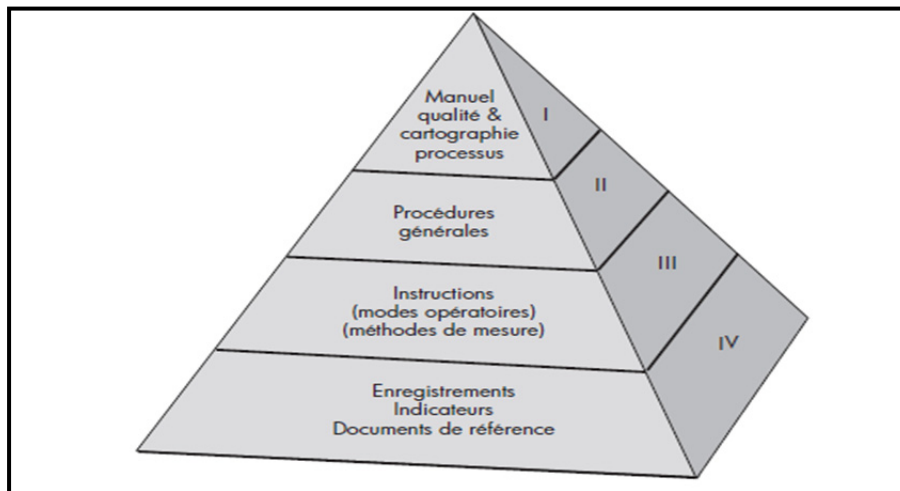 Manuel
qualité &
cartographie
processus
I
Procédures
générales
II
Instructions
(modes opératoires)
(méthodes de mesure)
III
Enregistrements
Indicateurs
Documents de référence
IV